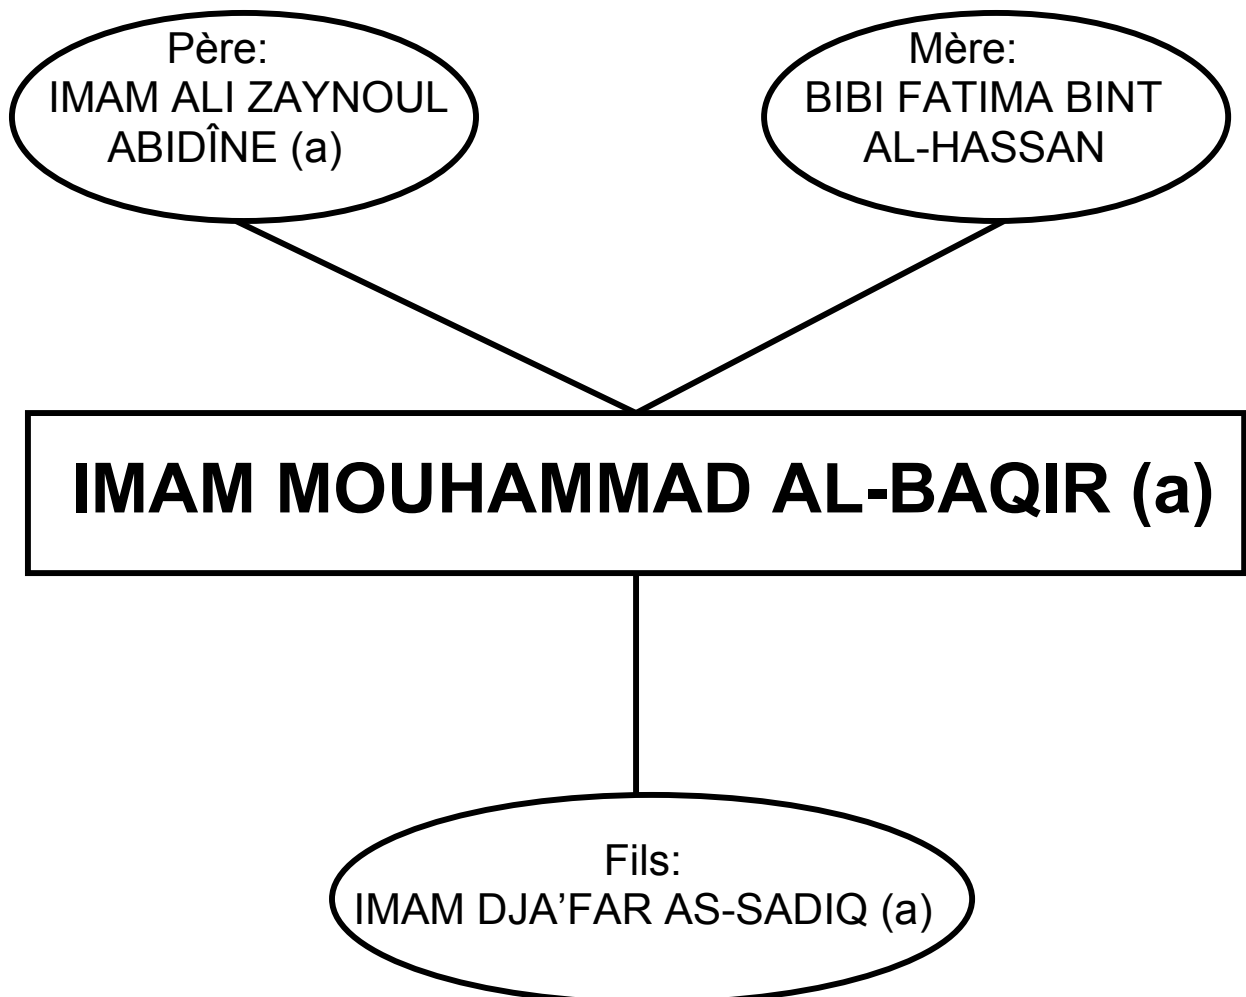 Père:
IMAM ALI ZAYNOUL
ABIDÎNE (a)
Mère:
BIBI FATIMA BINT
AL-HASSAN
IMAM MOUHAMMAD AL-BAQIR (a)
Fils:
IMAM DJA’FAR AS-SADIQ (a)